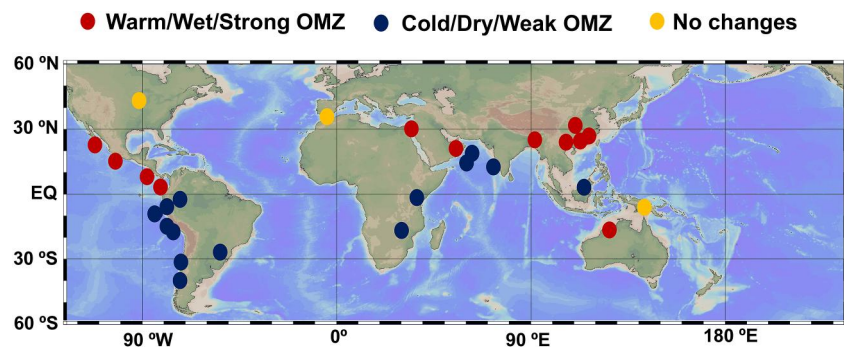 Warm/Wet/Strong OMZ Cold/Dry/Weak OMZ No changes
60 ºN
30 ºN
EQ
30 ºS
60 ºS
90 ºW 0º 90 ºE 180 ºE